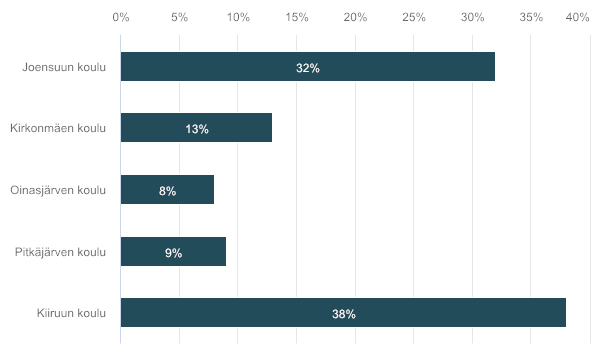 0% 5% 10% 15% 20% 25% 30% 35% 40%
Joensuun koulu 32%
Kirkonmäen koulu 13%
Oinasjärven koulu 8%
Pitkäjärven koulu 9%
Kiiruun koulu 38%